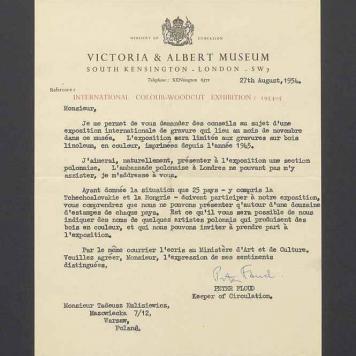 MINISTRY OF EDUCATION
VICTORIA & ALBERT MUSEUM
SOUTH KENSINGTON · LONDON · SW7
Telephone: KENsington 6371
27th August, 1954.
Reference:
INTERNATIONAL COLOUR-WOODCUT EXHIBITION: 1954-5
Monsieur,
Je me permet de vous demander des conseils au sujet d'une
exposition internationale de gravure qui lieu au mois de novembre
dans ce musée. L'exposition sera limitée aux gravures sur bois
linoleum, en couleur, imprimées depuis l'année 1945.
J'aimerai, naturellement, présenter à l'exposition une section
polonaise. L'ambassade polonaise à Londres ne pouvant pas m'y
assister, je m'addresse à vous.
Ayant donnée la situation que 25 pays - y compris la
Tchechoslovakie et la Hongrie - doivent participer à notre exposition,
vous comprendrez que nous ne pouvons présenter q'autour d'une douzaine
d'estampes de chaque pays. Est ce qu'il vous sera possible de nous
indiquer des noms de quelques artistes polonais qui produisent des
bois en couleur, et qui nous pouvons inviter à prendre part à
l'exposition.
Par le même courrier l'ecris au Ministère d'Art et de Culture.
Veuillez agréer, Monsieur, l'expression de mes sentiments
distinguées,
Peter Floud
PETER FLOUD
Keeper of Circulation,
Monsieur Tadeusz Kulisiewicz,
Mazowiecka 7/12,
Warsaw,
Poland,